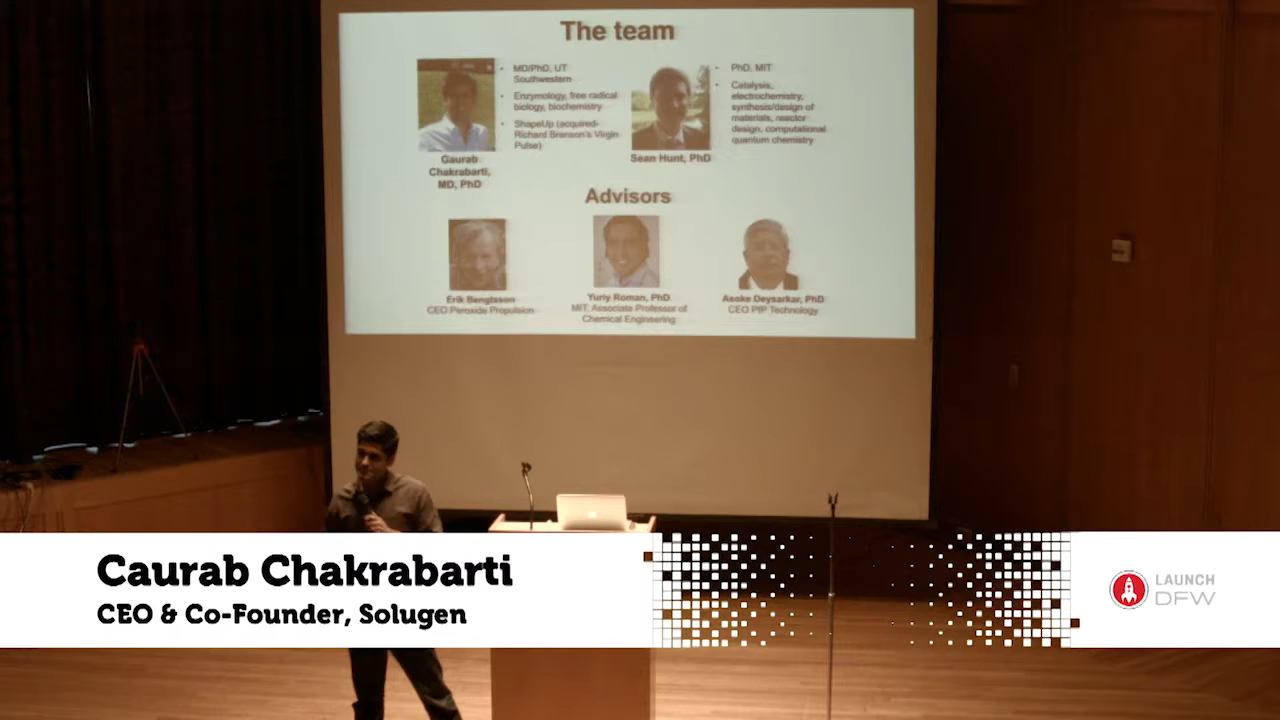 The team
• MD/PhD, UT
Southwestern
• Enzymology, free radical
biology, biochemistry
• ShapeUp (acquired-
Richard Branson's Virgin
Pulse)
Gaurab
Chakrabarti,
MD, PhD
• PhD, MIT
• Catalysis,
electrochemistry,
synthesis/design of
materials, reactor
design, computational
quantum chemistry
Sean Hunt, PhD
Advisors
Erik Bengtsson
CEO Peroxide Propulsion
Yuriy Roman, PhD
MIT, Associate Professor of
Chemical Engineering
Asoke Deysarkar, PhD
CEO PfP Technology
Caurab Chakrabarti
CEO & Co-Founder, Solugen
LAUNCH
DFW